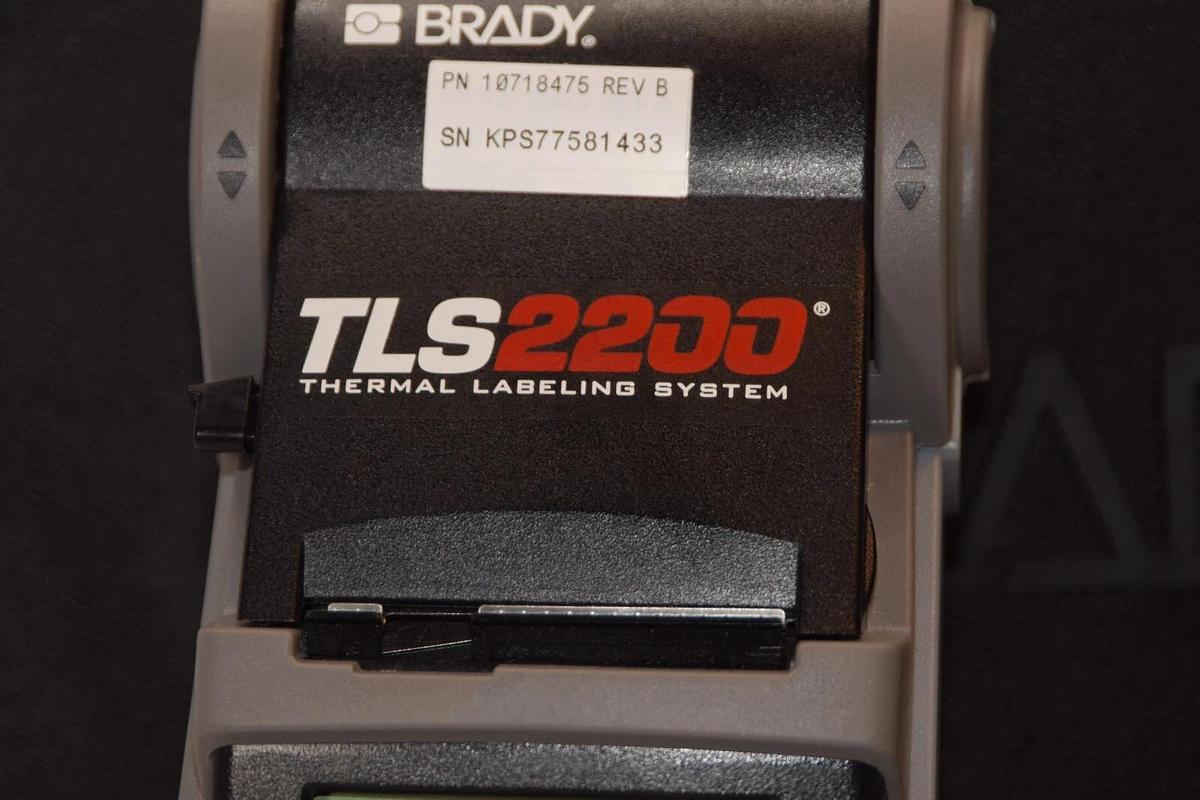 BRADY®
PN 10718475 REV B
SN KPS77581433
TLS2200®
THERMAL LABELING SYSTEM